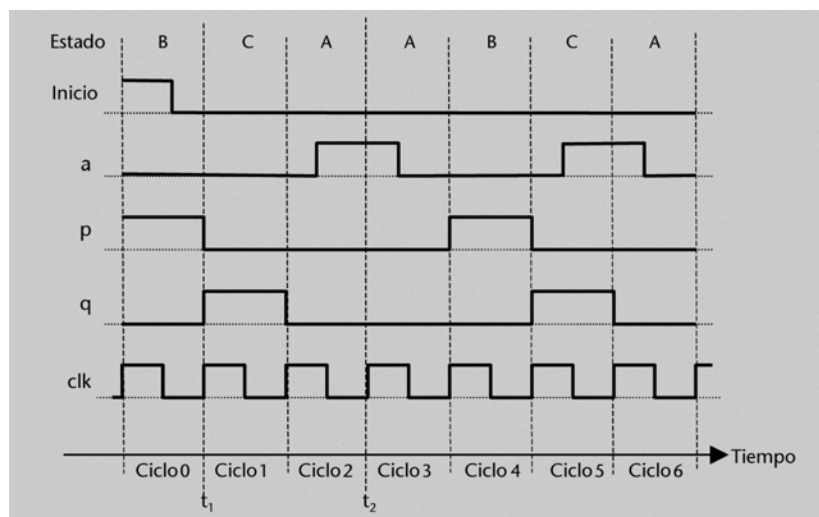 Estado B C A A B C A
Inicio
a
p
q
clk
Tiempo
Ciclo 0 Ciclo 1 Ciclo 2 Ciclo 3 Ciclo 4 Ciclo 5 Ciclo 6
t₁ t₂